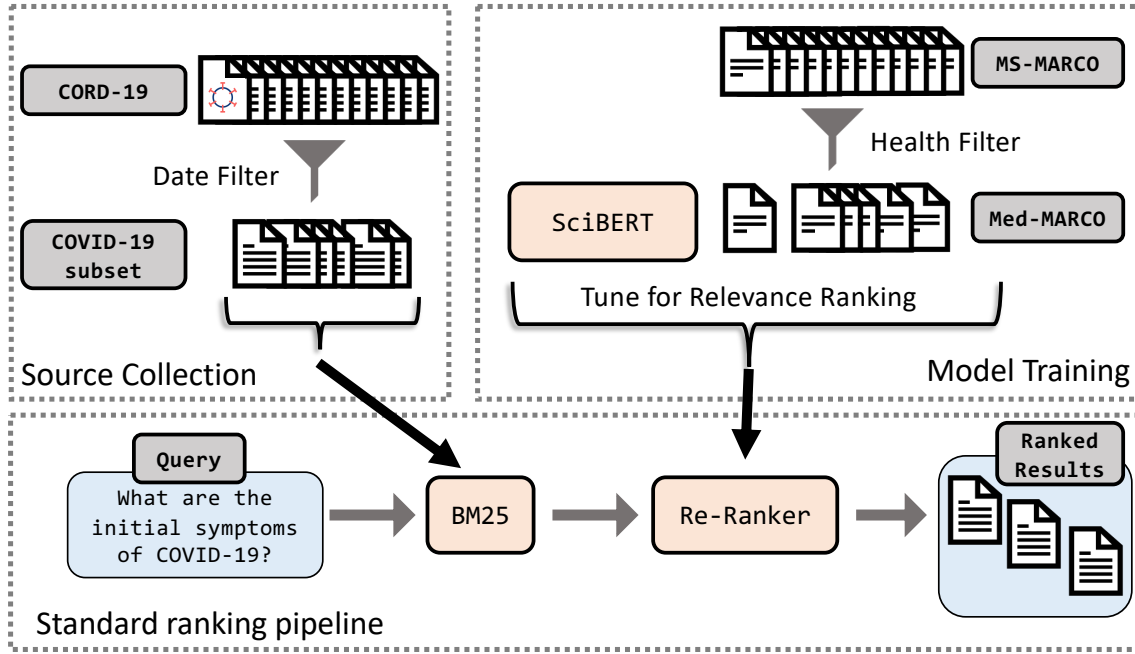 CORD-19
Date Filter
COVID-19
subset
Source Collection
MS-MARCO
Health Filter
SciBERT
Med-MARCO
Tune for Relevance Ranking
Model Training
Query
What are the
initial symptoms
of COVID-19?
BM25
Re-Ranker
Ranked
Results
Standard ranking pipeline